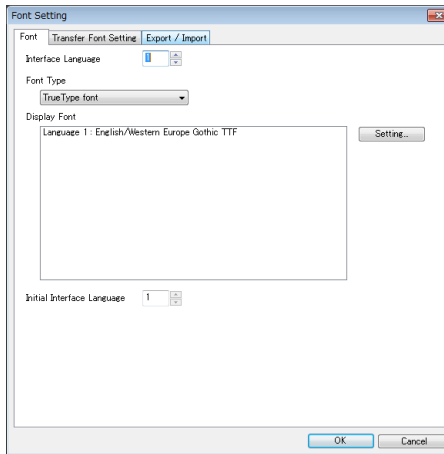 Font Setting
Font Transfer Font Setting Export / Import
Interface Language 1
Font Type
TrueType font
Display Font
Language 1 : English/Western Europe Gothic TTF
Setting...
Initial Interface Language 1
OK Cancel